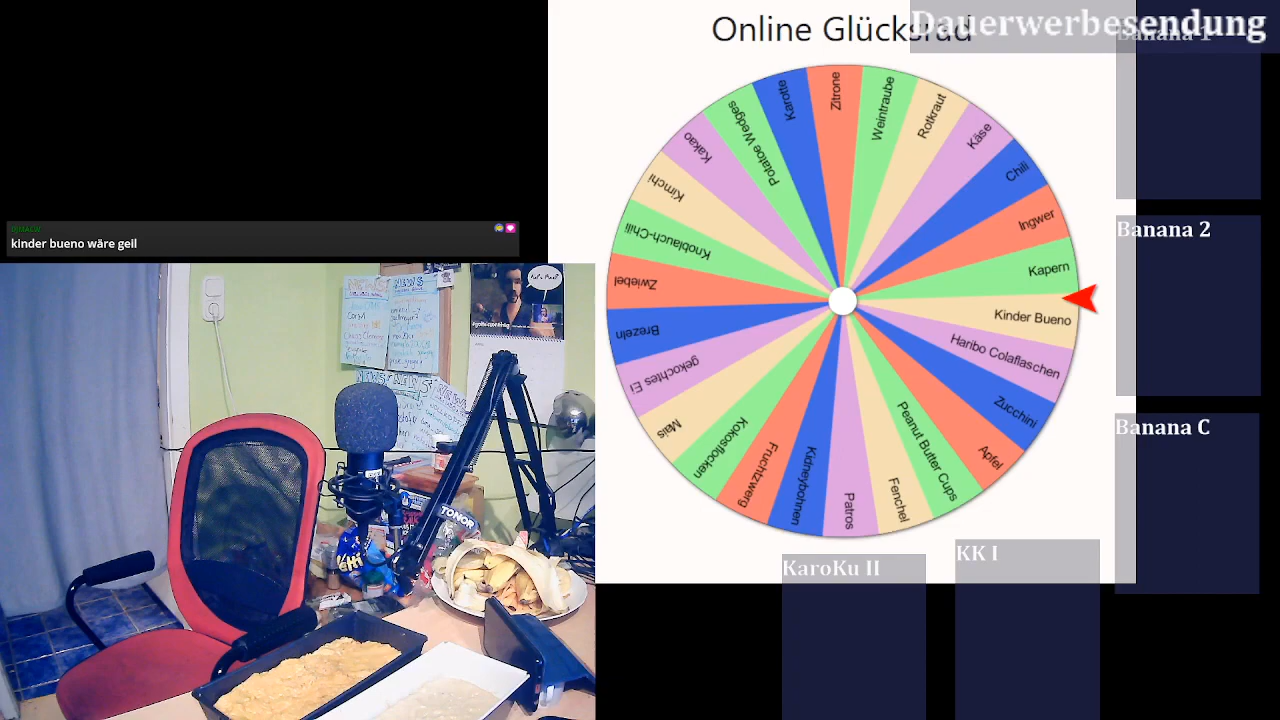 Online Glücksrad
Dauerwerbesendung
Banana 1
Zitrone
Weintraube
Rotkraut
Käse
Chili
Ingwer
Kapern
Kinder Bueno
Haribo Colaflaschen
Zucchini
Apfel
Peanut Butter Cups
Fenchel
Patros
Kidneybohnen
Fruchtzwerg
Kokosflocken
Mais
gekochtes Ei
Brezeln
Zwiebel
Knoblauch-Chili
Kimchi
Kakao
Potatoe Wedges
Karotte
Banana 2
Banana C
KaroKu II
KK I
kinder bueno wäre geil
TONOR